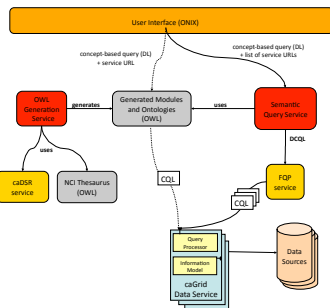 User Interface (ONIX)
concept-based query (DL)
+ service URL
concept-based query (DL)
+ list of service URLs
OWL
Generation
Service
generates
Generated Modules
and Ontologies
(OWL)
uses
Semantic
Query Service
uses
DCQL
caDSR
service
NCI Thesaurus
(OWL)
CQL
FQP
service
CQL
Query
Processor
Information
Model
caGrid
Data Service
Data
Sources